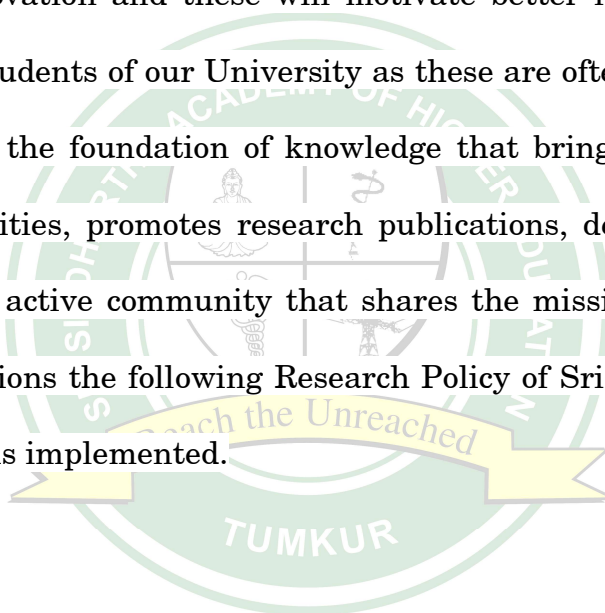 and these will motivate better
udents of our University as these are ofte
the foundation of knowledge that bring
ities, promotes research publications, de
active community that shares the missi
ions the following Research Policy of Sri
s implemented.
ACADEMY OF
Reach the Unreached
TUMKUR